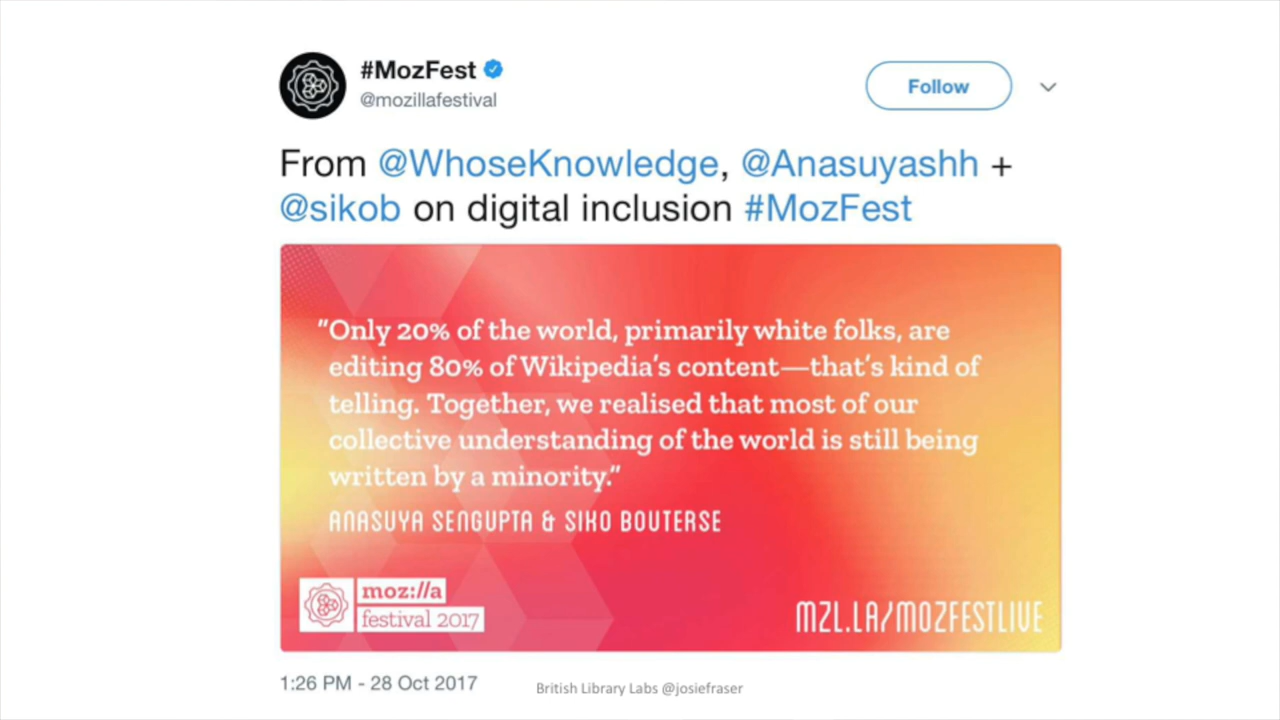 #MozFest
@mozillafestival
Follow
From @WhoseKnowledge, @Anasuyashh +
@sikob on digital inclusion #MozFest
"Only 20% of the world, primarily white folks, are
editing 80% of Wikipedia's content—that's kind of
telling. Together, we realised that most of our
collective understanding of the world is still being
written by a minority."
ANASUYA SENGUPTA & SIKO BOUTERSE
moz://a
festival 2017
MZL.LA/MOZFESTLIVE
1:26 PM - 28 Oct 2017
British Library Labs @josiefraser